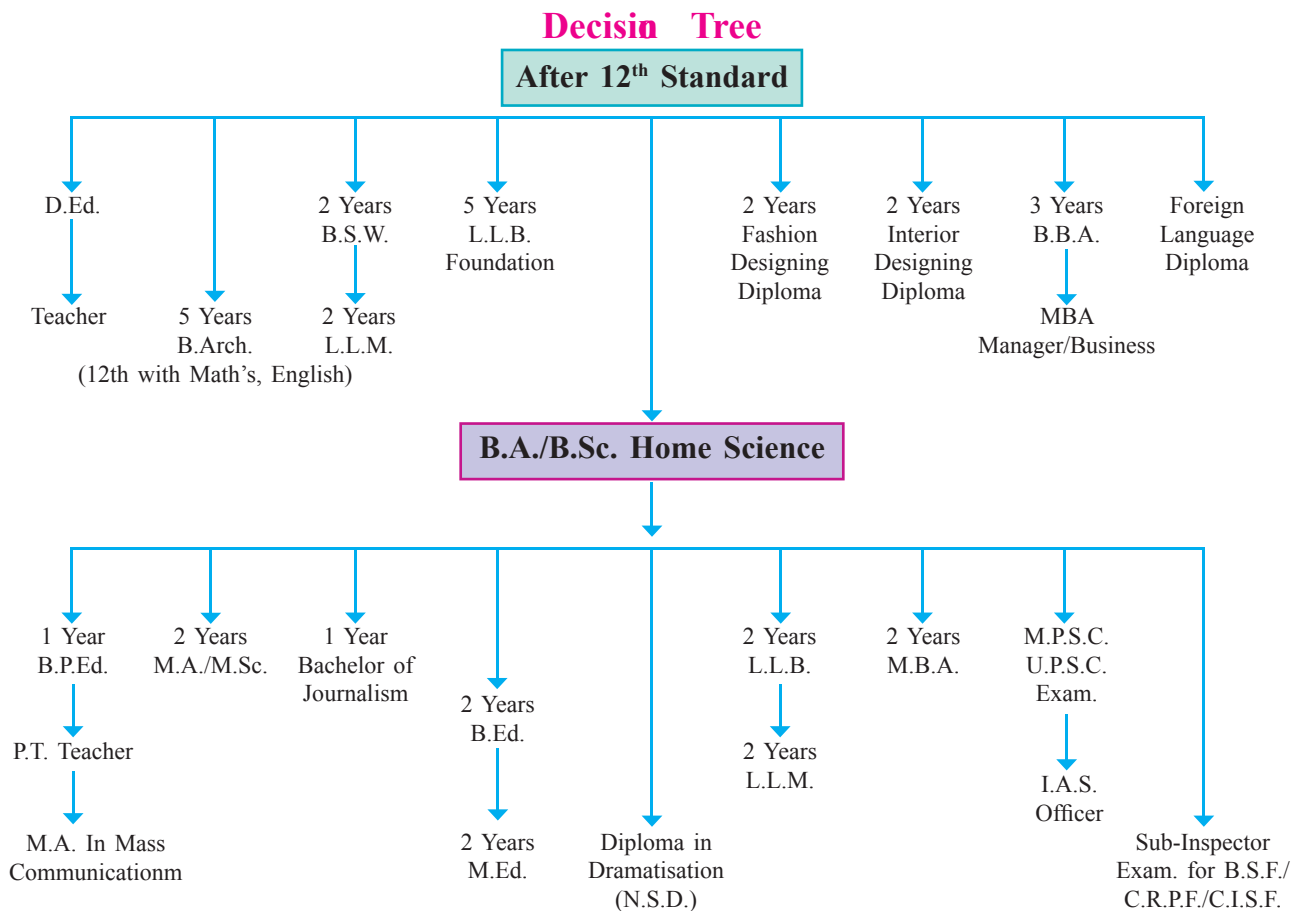 Decisin Tree
After 12th Standard
D.Ed.
2 Years
B.S.W.
5 Years
L.L.B.
Foundation
2 Years
Fashion
Designing
Diploma
2 Years
Interior
Designing
Diploma
3 Years
B.B.A.
Foreign
Language
Diploma
Teacher
5 Years
B.Arch.
(12th with Math’s, English)
2 Years
L.L.M.
MBA
Manager/Business
B.A./B.Sc. Home Science
1 Year
B.P.Ed.
2 Years
M.A./M.Sc.
1 Year
Bachelor of
Journalism
2 Years
B.Ed.
2 Years
L.L.B.
2 Years
M.B.A.
M.P.S.C.
U.P.S.C.
Exam.
P.T. Teacher
2 Years
L.L.M.
I.A.S.
Officer
M.A. In Mass
Communicationm
2 Years
M.Ed.
Diploma in
Dramatisation
(N.S.D.)
Sub-Inspector
Exam. for B.S.F./
C.R.P.F./C.I.S.F.